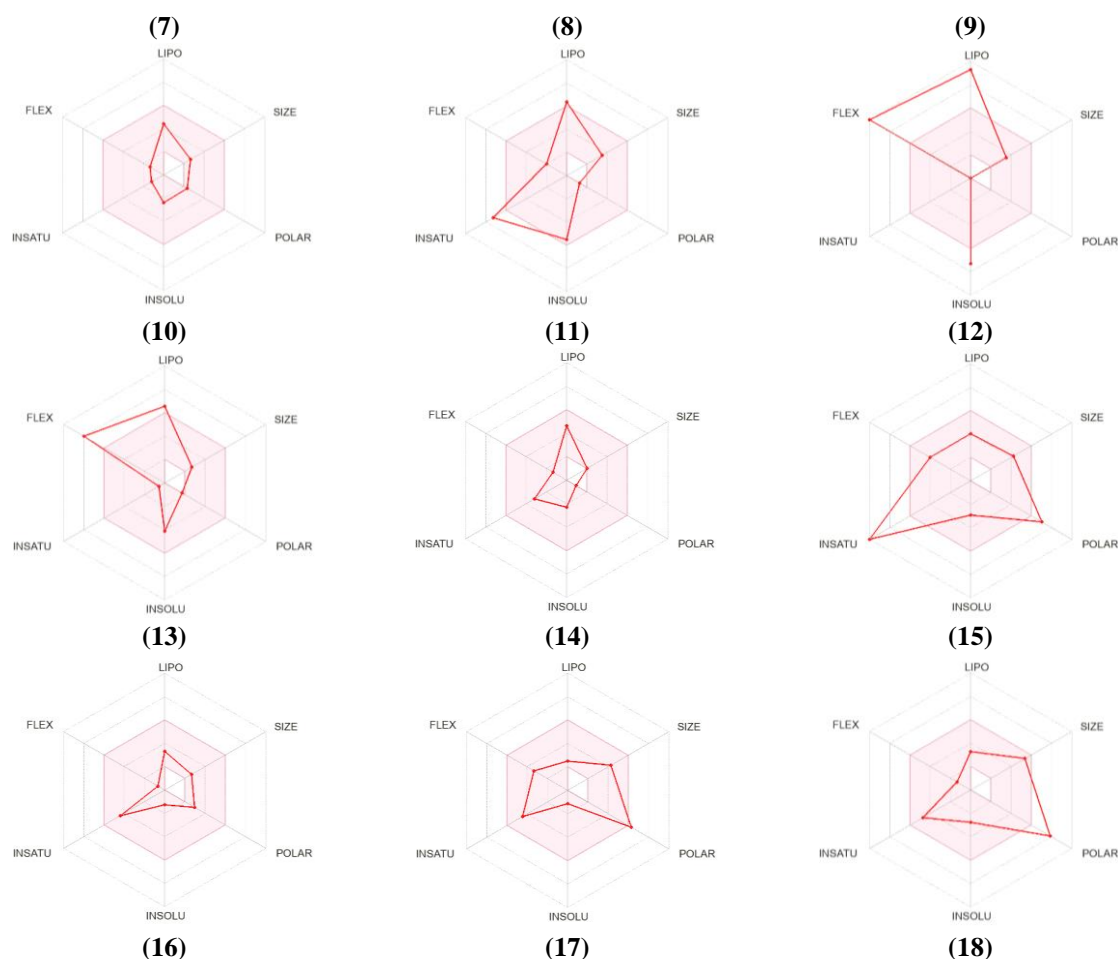 (7) (8) (9)
LIPO LIPO LIPO
FLEX SIZE FLEX SIZE FLEX SIZE
INSATU POLAR INSATU POLAR INSATU POLAR
INSOLU INSOLU INSOLU
(10) (11) (12)
LIPO LIPO LIPO
FLEX SIZE FLEX SIZE FLEX SIZE
INSATU POLAR INSATU POLAR INSATU POLAR
INSOLU INSOLU INSOLU
(13) (14) (15)
LIPO LIPO LIPO
FLEX SIZE FLEX SIZE FLEX SIZE
INSATU POLAR INSATU POLAR INSATU POLAR
INSOLU INSOLU INSOLU
(16) (17) (18)